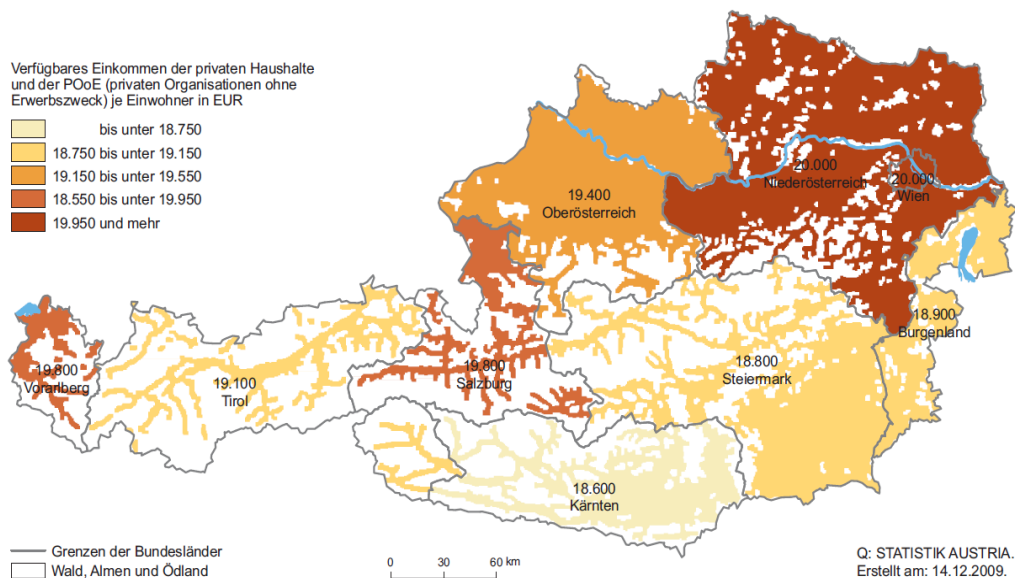 Verfügbares Einkommen der privaten Haushalte
und der POoE (privaten Organisationen ohne
Erwerbszweck) je Einwohner in EUR
bis unter 18.750
18.750 bis unter 19.150
19.150 bis unter 19.550
18.550 bis unter 19.950
19.950 und mehr
20.000
Niederösterreich
20.000
Wien
19.400
Oberösterreich
18.900
Burgenland
19.800
Vorarlberg
19.100
Tirol
19.800
Salzburg
18.800
Steiermark
18.600
Kärnten
Grenzen der Bundesländer
Wald, Almen und Ödland
0 30 60 km
Q: STATISTIK AUSTRIA.
Erstellt am: 14.12.2009.